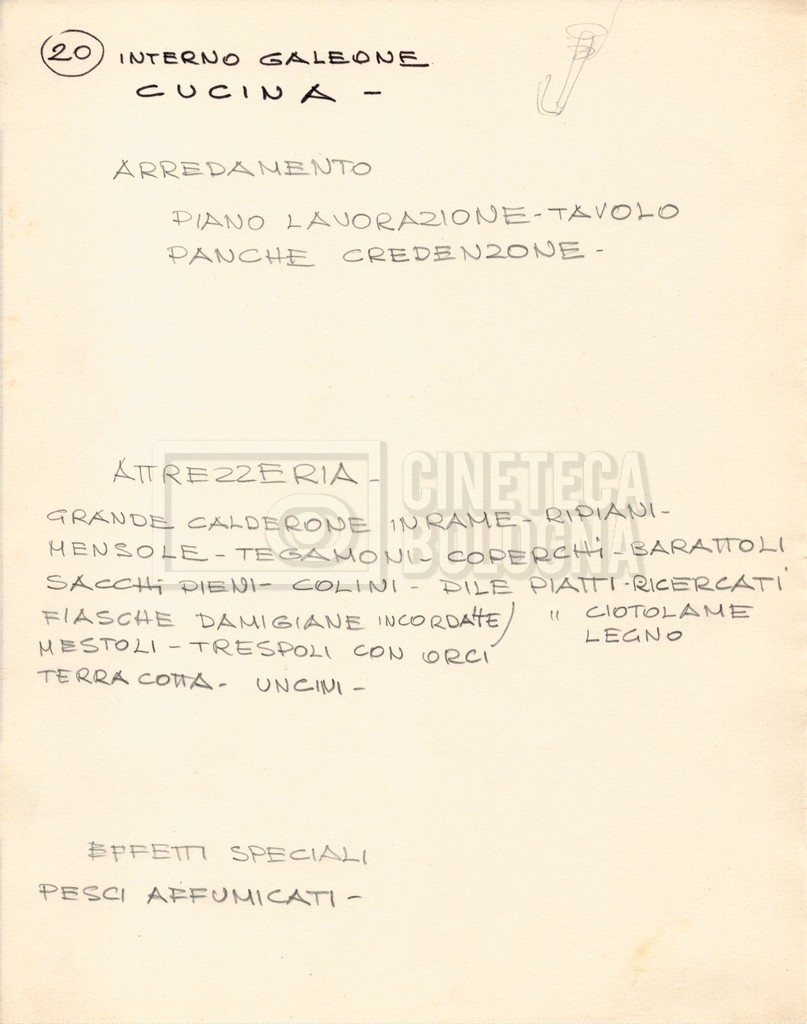 20 INTERNO GALEONE
CUCINA -
ARREDAMENTO
PIANO LAVORAZIONE - TAVOLO
PANCHE CREDENZONE -
ATTREZZERIA -
GRANDE CALDERONE IN RAME - RIPIANI -
MENSOLE - TEGAMONI - COPERCHI - BARATTOLI
SACCHI PIENI - COLINI - PILE PIATTI - RICERCATI
FIASCHE DAMIGIANE INCORDATTE / " CIOTOLAME
LEGNO
MESTOLI - TRESPOLI CON ORCI
TERRA COTTA - UNCINI -
EFFETTI SPECIALI
PESCI AFFUMICATI -
CINETECA
BOLOGNA